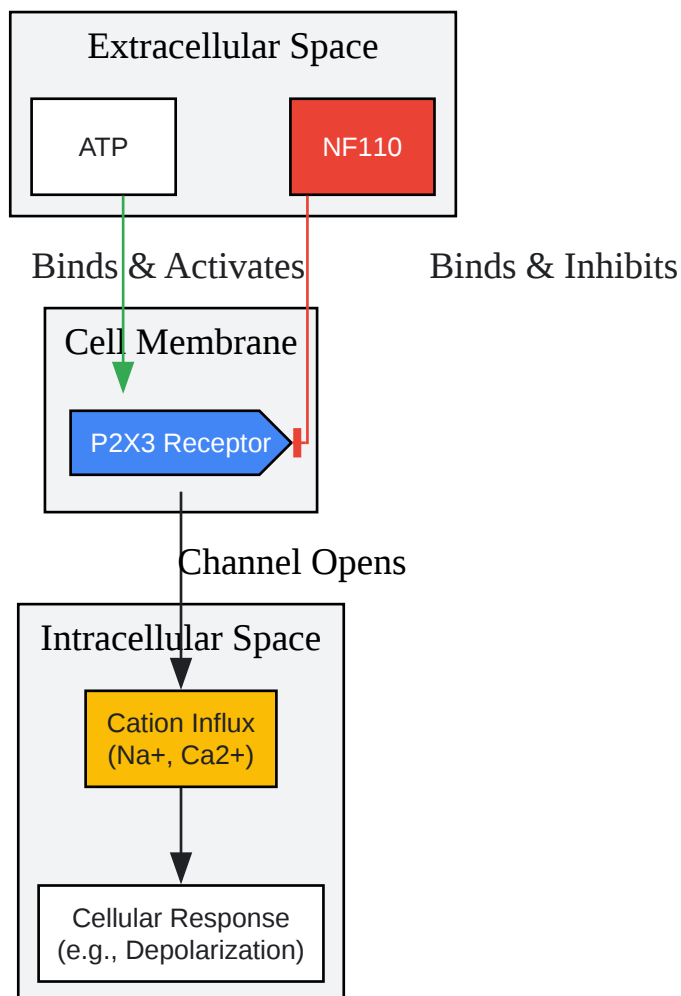 Extracellular Space
ATP
NF110
Binds & Activates
Binds & Inhibits
Cell Membrane
P2X3 Receptor
Channel Opens
Intracellular Space
Cation Influx
(Na+, Ca2+)
Cellular Response
(e.g., Depolarization)